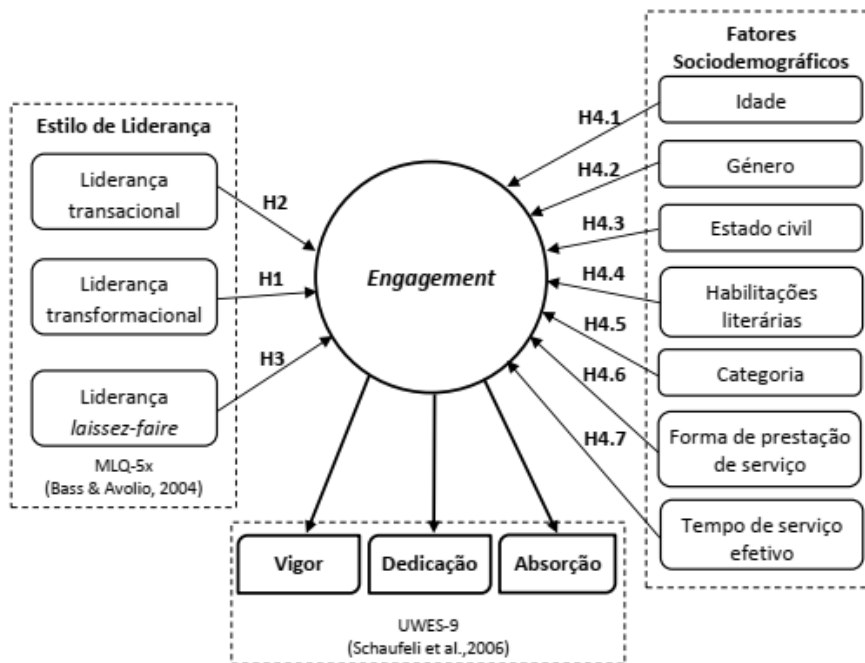 Estilo de Liderança
Liderança
transacional
Liderança
transformacional
Liderança
laissez-faire
MLQ-5x
(Bass & Avolio, 2004)
H2
H1
H3
Engagement
H4.1
H4.2
H4.3
H4.4
H4.5
H4.6
H4.7
Fatores
Sociodemográficos
Idade
Género
Estado civil
Habilitações
literárias
Categoria
Forma de prestação
de serviço
Tempo de serviço
efetivo
Vigor
Dedicação
Absorção
UWES-9
(Schaufeli et al.,2006)